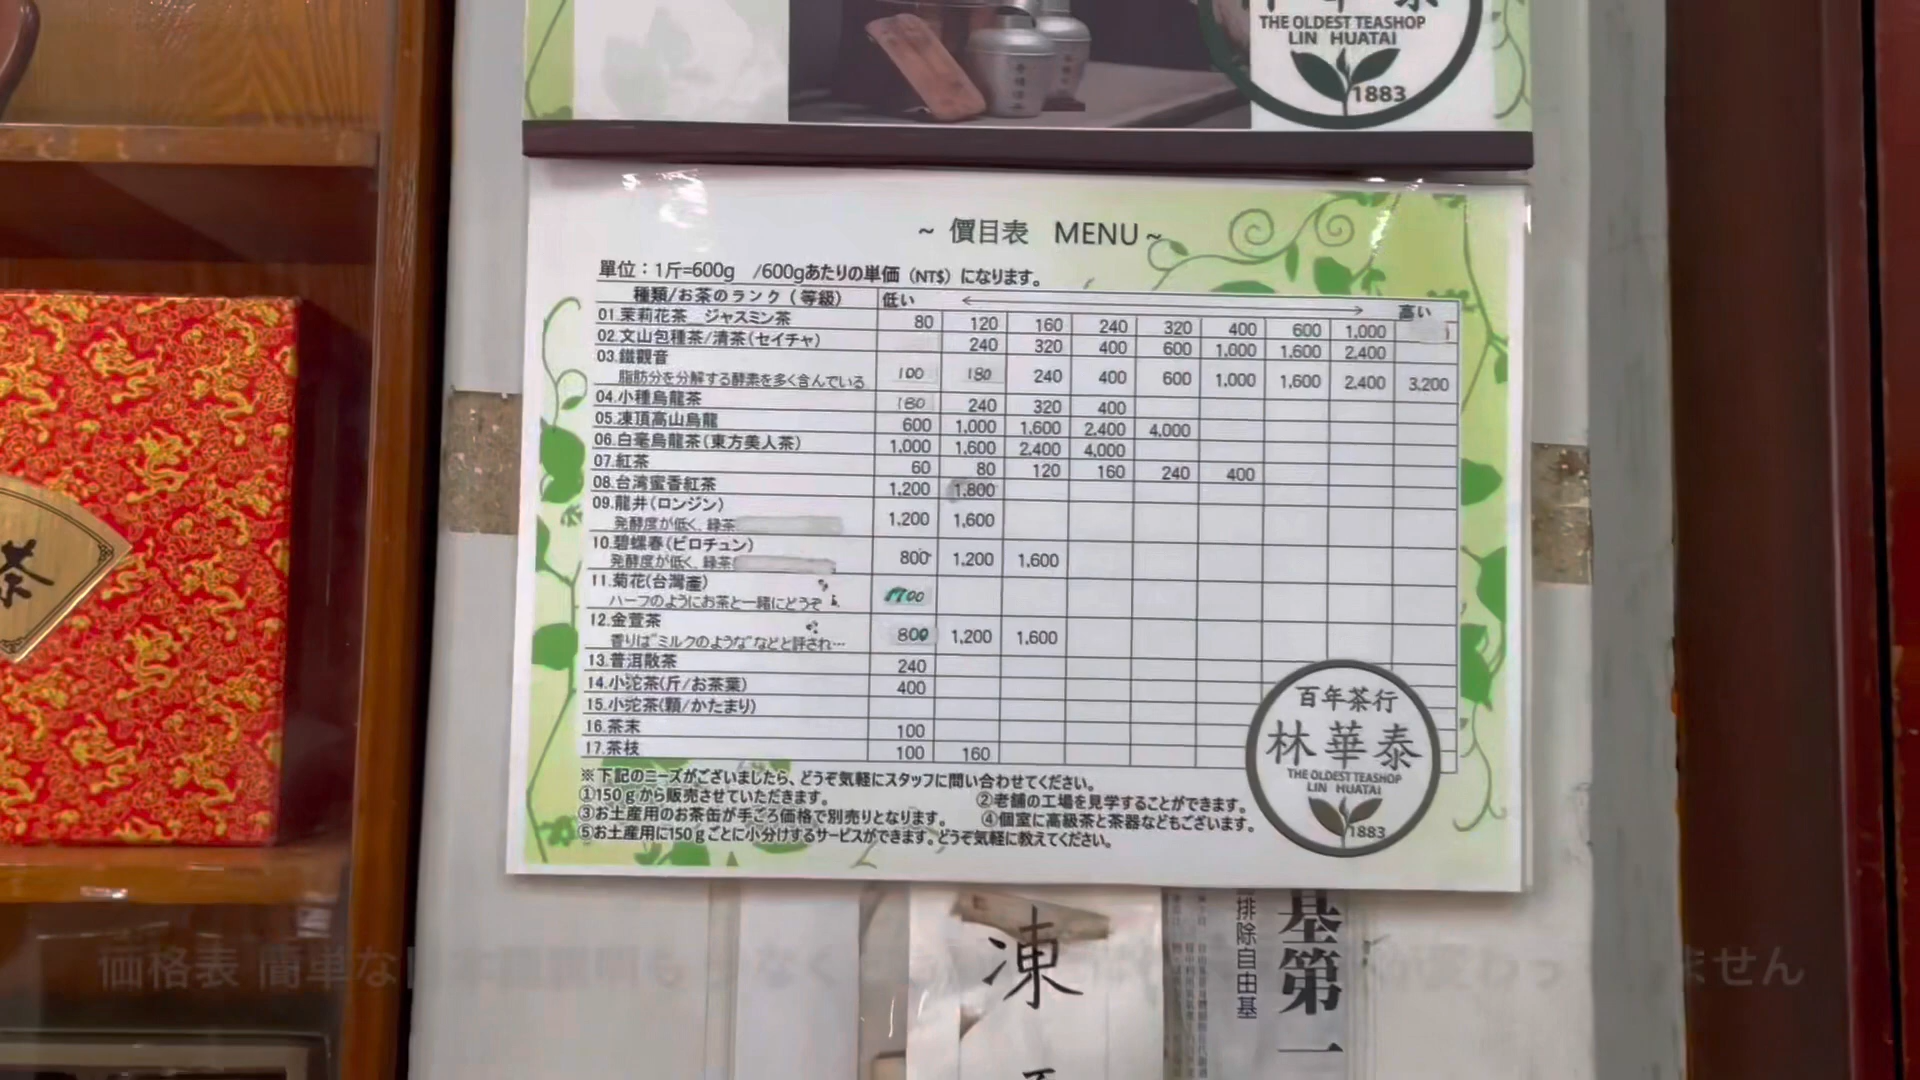 THE OLDEST TEASHOP
LIN HUATAI
1883
~ 價目表 MENU ~
單位：1斤=600g /600gあたりの単価（NT$）になります。
種類/お茶のランク（等級） 低い ← → 高い
01.茉莉花茶 ジャスミン茶 80 120 160 240 320 400 600 1,000
02.文山包種茶/清茶（セイチャ） 240 320 400 600 1,000 1,600 2,400
03.鐵觀音
脂肪分を分解する酵素を多く含んでいる 100 180 240 400 600 1,000 1,600 2,400 3,200
04.小種烏龍茶 180 240 320 400
05.凍頂高山烏龍 600 1,000 1,600 2,400 4,000
06.白毫烏龍茶（東方美人茶） 1,000 1,600 2,400 4,000
07.紅茶 60 80 120 160 240 400
08.台湾蜜香紅茶 1,200 1,800
09.龍井（ロンジン）
発酵度が低く、緑茶 1,200 1,600
10.碧螺春（ビロチュン）
発酵度が低く、緑茶 800 1,200 1,600
11.菊花（台灣產）
ハーフのようにお茶と一緒にどうぞ
12.金萱茶
香りは"ミルクのような"などと評され… 800 1,200 1,600
13.普洱散茶 240
14.小沱茶（斤/お茶葉） 400
15.小沱茶（顆/かたまり）
16.茶末 100
17.茶枝 100 160
※下記のニーズがございましたら、どうぞ気軽にスタッフに問い合わせてください。
①150ｇから販売させていただきます。 ②老舗の工場を見学することができます。
③お土産用のお茶缶が手ごろ価格で別売りとなります。 ④個室に高級茶と茶器などもございます。
⑤お土産用に150ｇごとに小分けするサービスができます。どうぞ気軽に教えてください。
百年茶行
林華泰
THE OLDEST TEASHOP
LIN HUATAI
1883
茶
凍
排除自由基
基第一
価格表 簡単な
ません